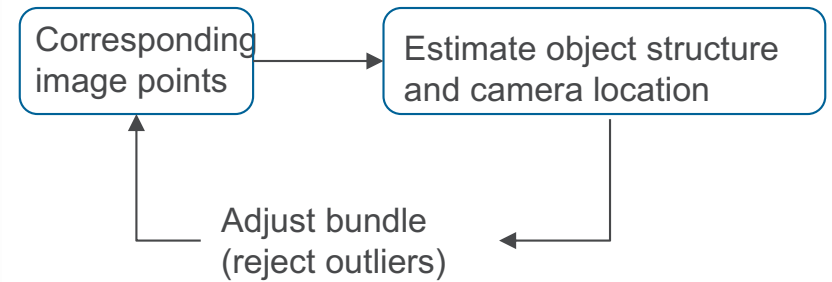 Corresponding
image points
Estimate object structure
and camera location
Adjust bundle
(reject outliers)